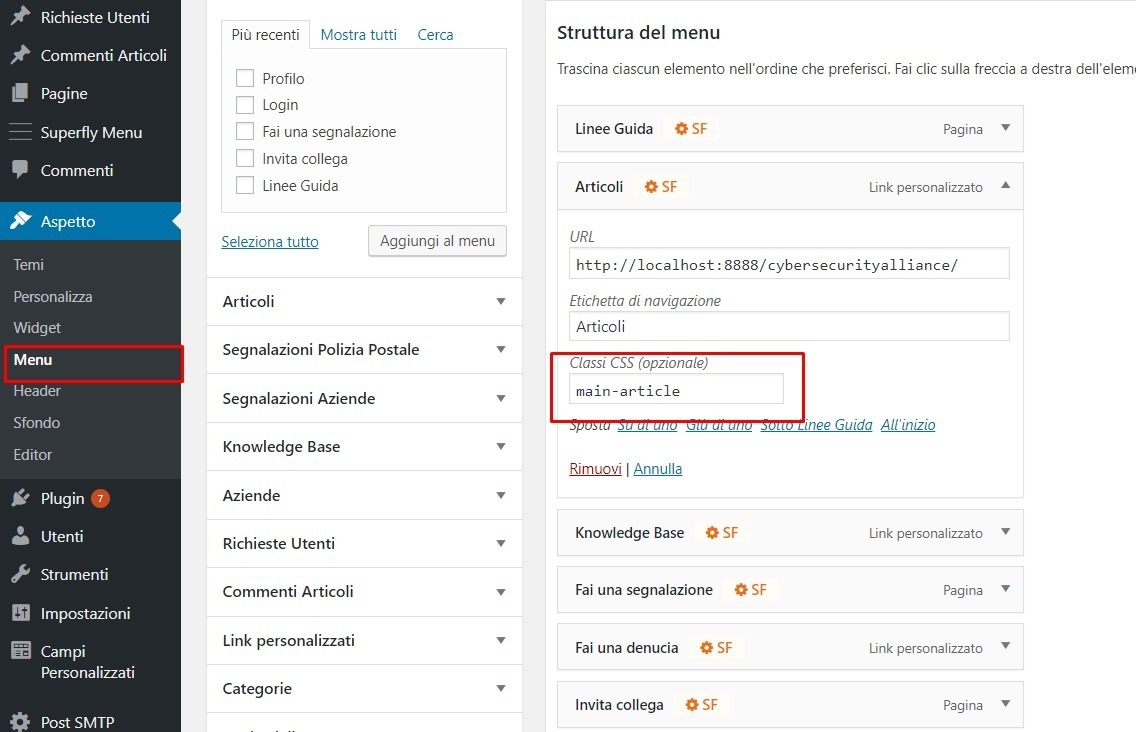 Richieste Utenti
Commenti Articoli
Pagine
Superfly Menu
Commenti
Aspetto
Temi
Personalizza
Widget
Menu
Header
Sfondo
Editor
Plugin 7
Utenti
Strumenti
Impostazioni
Campi
Personalizzati
Post SMTP
Più recenti Mostra tutti Cerca
Profilo
Login
Fai una segnalazione
Invita collega
Linee Guida
Seleziona tutto Aggiungi al menu
Articoli
Segnalazioni Polizia Postale
Segnalazioni Aziende
Knowledge Base
Aziende
Richieste Utenti
Commenti Articoli
Link personalizzati
Categorie
Struttura del menu
Trascina ciascun elemento nell'ordine che preferisci. Fai clic sulla freccia a destra dell'eleme
Linee Guida SF Pagina
Articoli SF Link personalizzato
URL
http://localhost:8888/cybersecurityalliance/
Etichetta di navigazione
Articoli
Classi CSS (opzionale)
main-article
Sposta Su di uno Giù di uno Sotto Linee Guida All'inizio
Rimuovi | Annulla
Knowledge Base SF Link personalizzato
Fai una segnalazione SF Pagina
Fai una denucia SF Link personalizzato
Invita collega SF Pagina